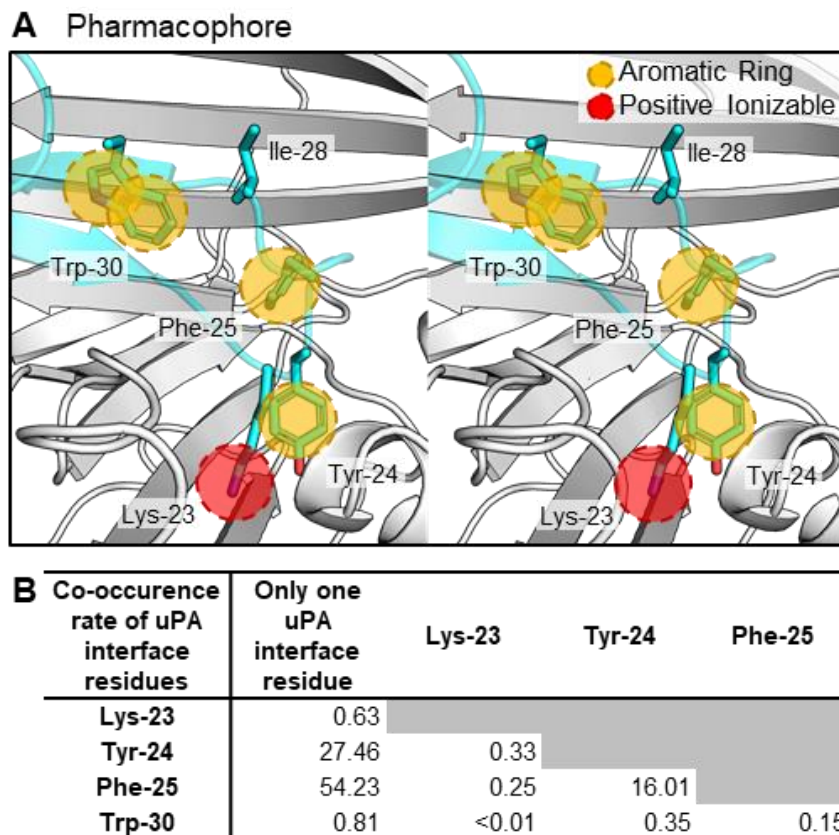 A Pharmacophore
Aromatic Ring
Positive Ionizable
Ile-28
Trp-30
Phe-25
Tyr-24
Lys-23
Ile-28
Trp-30
Phe-25
Tyr-24
Lys-23
B Co-occurence rate of uPA interface residues
Only one uPA interface residue
Lys-23 Tyr-24 Phe-25
Lys-23 0.63
Tyr-24 27.46 0.33
Phe-25 54.23 0.25 16.01
Trp-30 0.81 <0.01 0.35